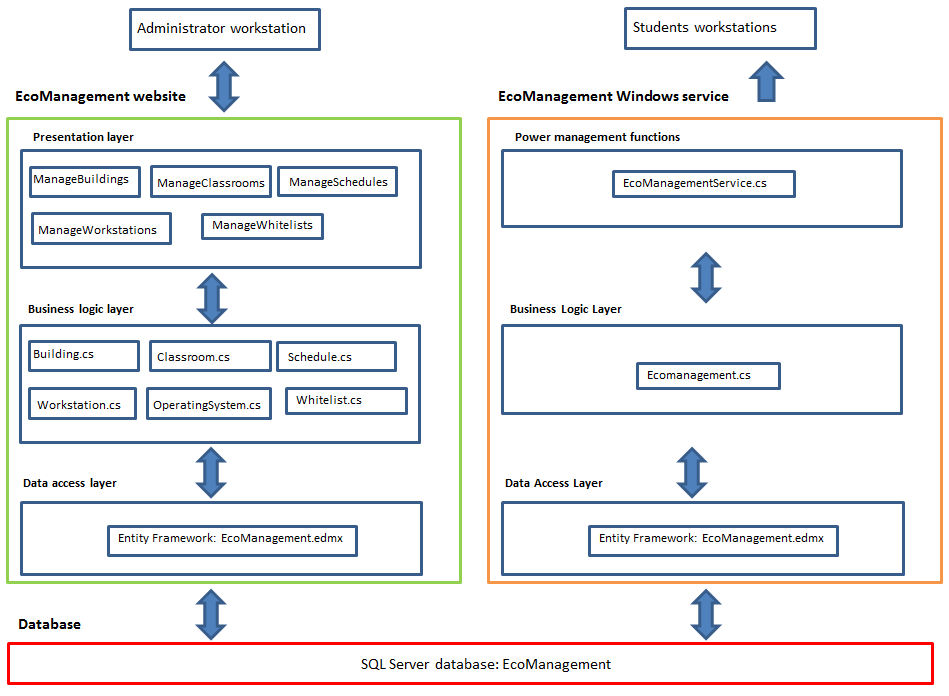 Administrator workstation
Students workstations
EcoManagement website
EcoManagement Windows service
Presentation layer
Power management functions
ManageBuildings
ManageClassrooms
ManageSchedules
EcoManagementService.cs
ManageWorkstations
ManageWhitelists
Business logic layer
Business Logic Layer
Building.cs
Classroom.cs
Schedule.cs
Ecomanagement.cs
Workstation.cs
OperatingSystem.cs
Whitelist.cs
Data access layer
Data Access Layer
Entity Framework: EcoManagement.edmx
Entity Framework: EcoManagement.edmx
Database
SQL Server database: EcoManagement